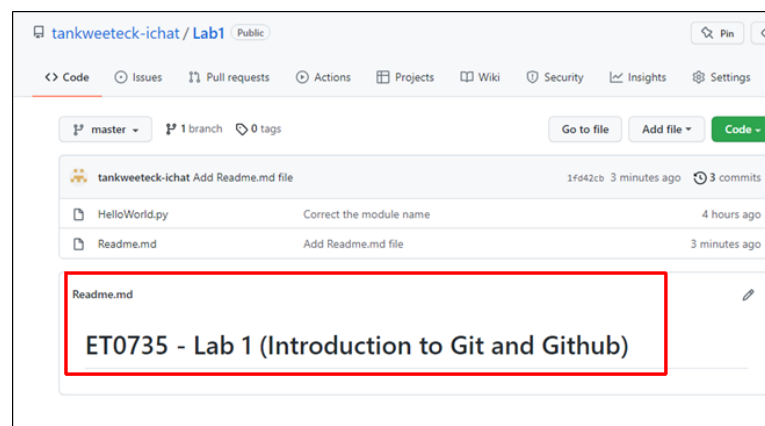 tankweeteck-ichat / Lab1 Public Pin
Code Issues Pull requests Actions Projects Wiki Security Insights Settings
master 1 branch 0 tags Go to file Add file Code
tankweeteck-ichat Add Readme.md file 1fd42cb 3 minutes ago 3 commits
HelloWorld.py Correct the module name 4 hours ago
Readme.md Add Readme.md file 3 minutes ago
Readme.md
ET0735 - Lab 1 (Introduction to Git and Github)